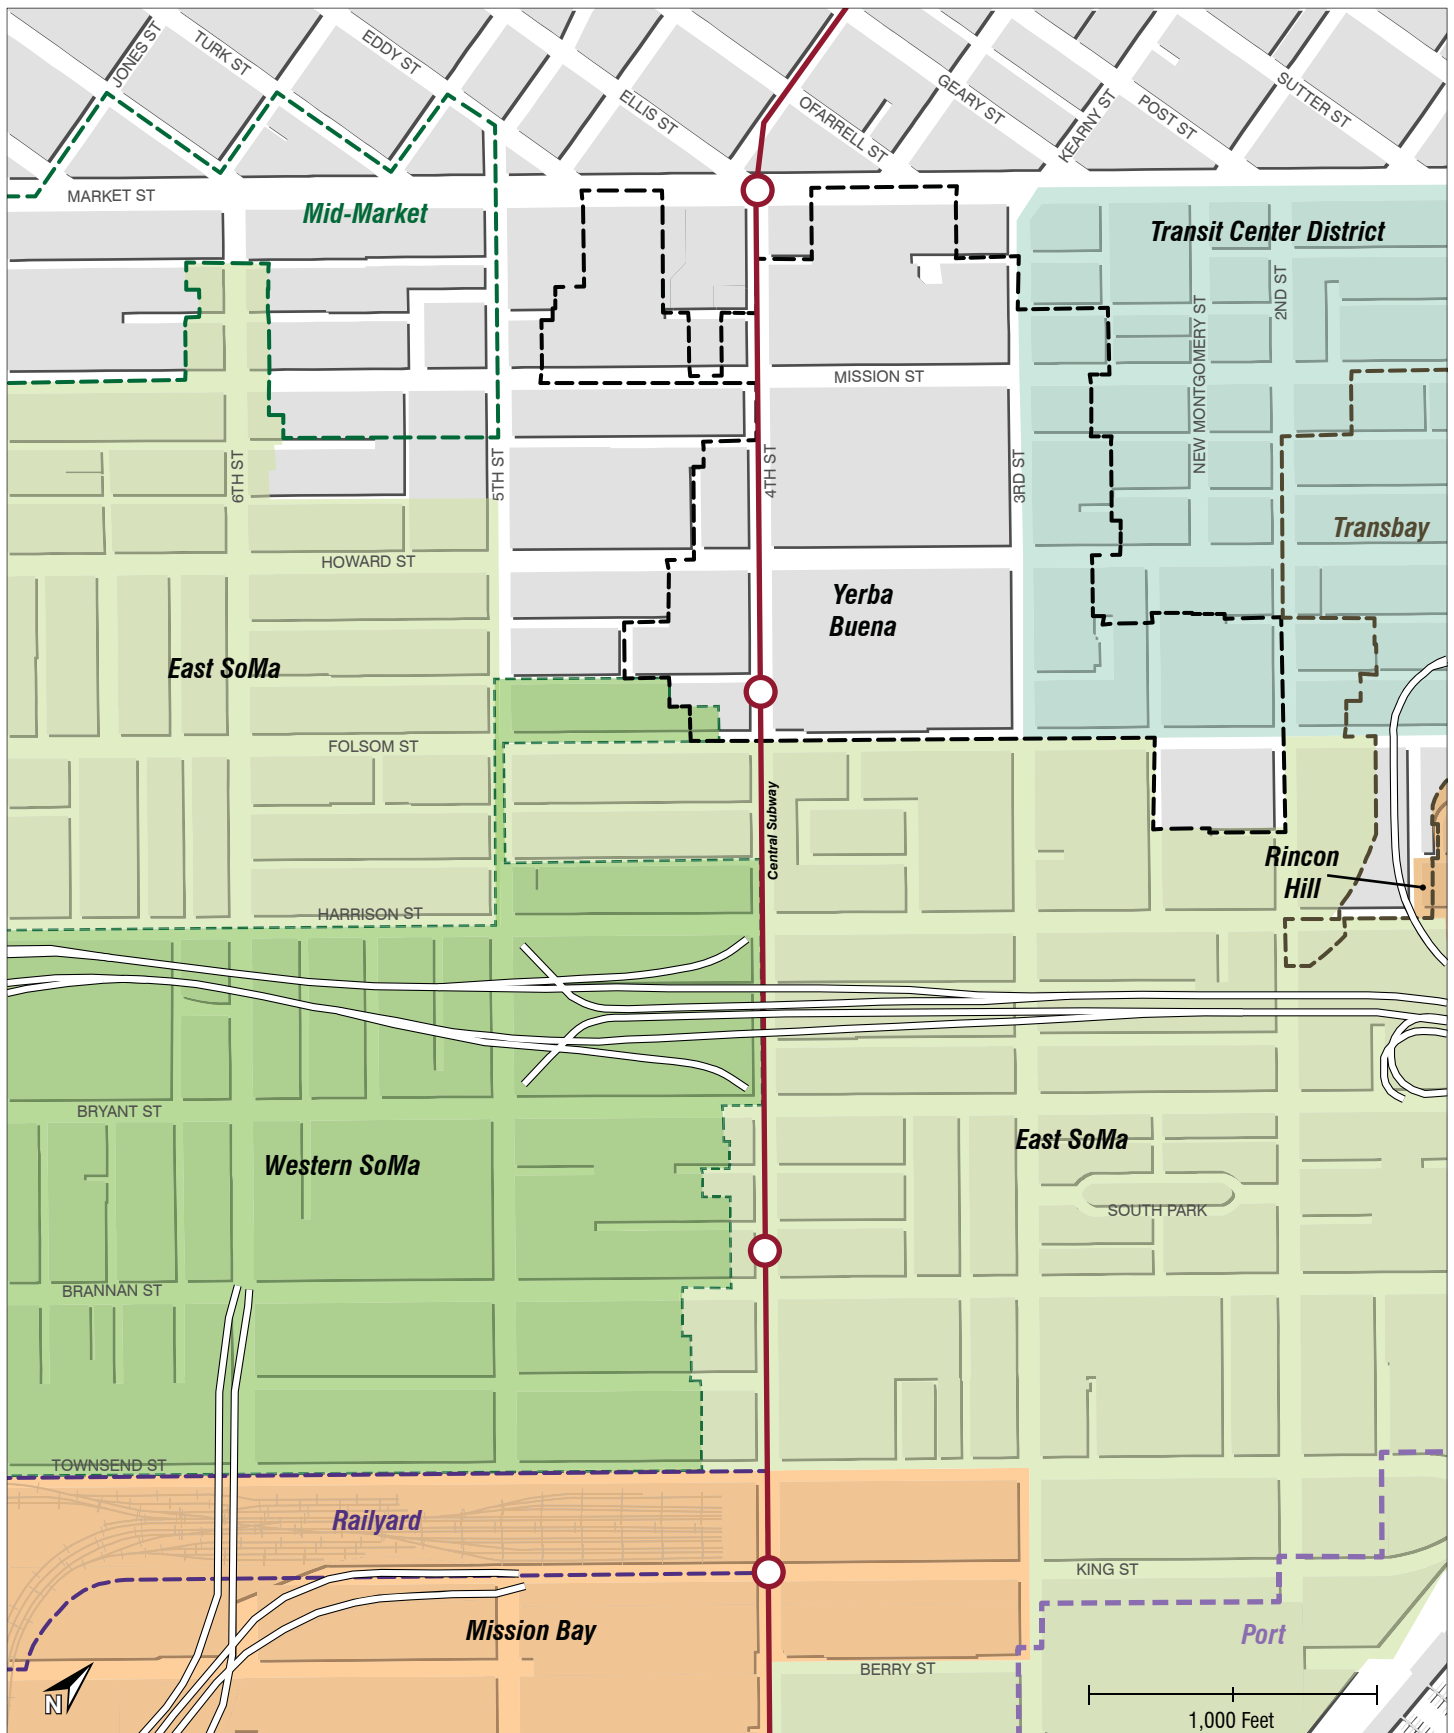 JONES ST
TURK ST
EDDY ST
ELLIS ST
OFARRELL ST
GEARY ST
KEARNY ST
POST ST
SUTTER ST
MARKET ST
Mid-Market
Transit Center District
2ND ST
NEW MONTGOMERY ST
MISSION ST
6TH ST
5TH ST
4TH ST
3RD ST
Transbay
HOWARD ST
Yerba
Buena
East SoMa
FOLSOM ST
Central Subway
Rincon
Hill
HARRISON ST
BRYANT ST
East SoMa
Western SoMa
SOUTH PARK
BRANNAN ST
TOWNSEND ST
Railyard
KING ST
Mission Bay
Port
BERRY ST
N
1,000 Feet